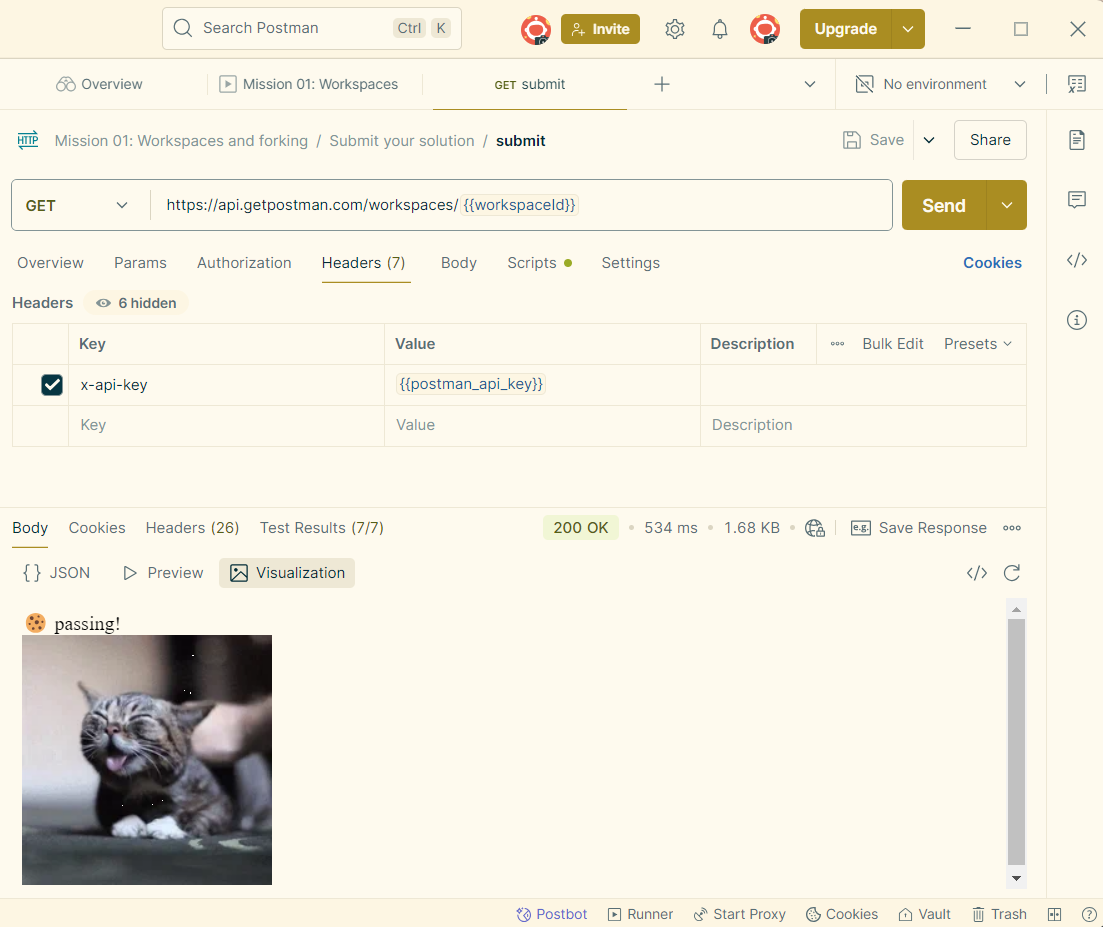 Search Postman Ctrl K Invite Upgrade
Overview Mission 01: Workspaces GET submit No environment
HTTP Mission 01: Workspaces and forking / Submit your solution / submit Save Share
GET https://api.getpostman.com/workspaces/{{workspaceId}} Send
Overview Params Authorization Headers (7) Body Scripts Settings Cookies
Headers 6 hidden
Key Value Description Bulk Edit Presets
x-api-key {{postman_api_key}}
Key Value Description
Body Cookies Headers (26) Test Results (7/7) 200 OK 534 ms 1.68 KB e.g. Save Response
{ } JSON Preview Visualization
passing!
Postbot Runner Start Proxy Cookies Vault Trash